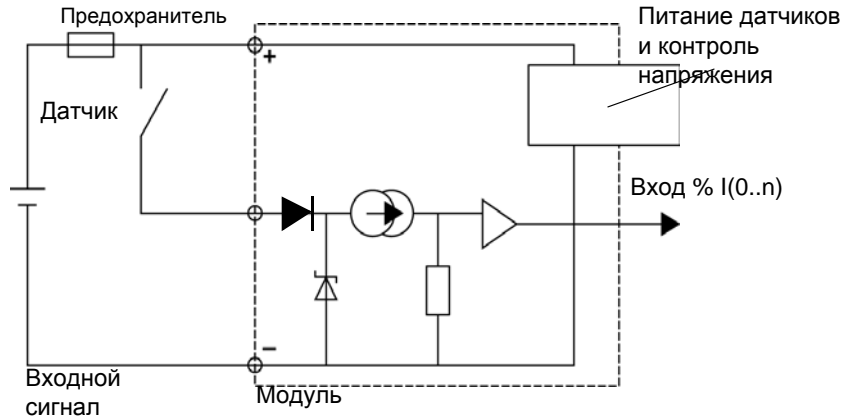 Предохранитель
Питание датчиков
и контроль
напряжения
+
Датчик
Вход % I(0..n)
−
Входной
сигнал
Модуль